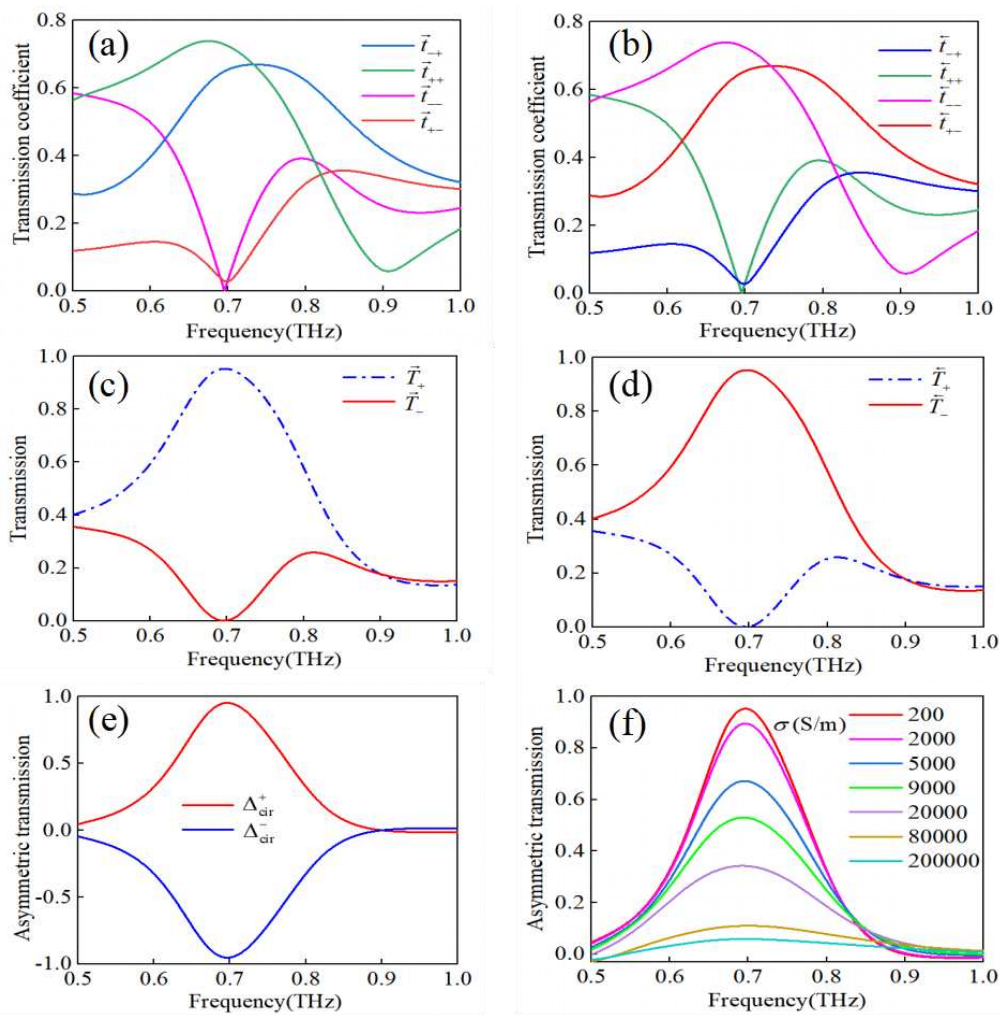 (a)
t⃗₋₊
t⃗₊₊
t⃗₋₋
t⃗₊₋
Transmission coefficient
0.8
0.6
0.4
0.2
0.0
0.5 0.6 0.7 0.8 0.9 1.0
Frequency(THz)
(b)
t⃖₋₊
t⃖₊₊
t⃖₋₋
t⃖₊₋
Transmission coefficient
0.8
0.6
0.4
0.2
0.0
0.5 0.6 0.7 0.8 0.9 1.0
Frequency(THz)
(c)
T⃗₊
T⃗₋
Transmission
1.0
0.8
0.6
0.4
0.2
0.0
0.5 0.6 0.7 0.8 0.9 1.0
Frequency(THz)
(d)
T⃖₊
T⃖₋
Transmission
1.0
0.8
0.6
0.4
0.2
0.0
0.5 0.6 0.7 0.8 0.9 1.0
Frequency(THz)
(e)
Δ⁺cir
Δ⁻cir
Asymmetric transmission
1.0
0.5
0.0
-0.5
-1.0
0.5 0.6 0.7 0.8 0.9 1.0
Frequency(THz)
(f)
σ(S/m)
200
2000
5000
9000
20000
80000
200000
Asymmetric transmission
1.0
0.8
0.6
0.4
0.2
0.0
0.5 0.6 0.7 0.8 0.9 1.0
Frequency(THz)